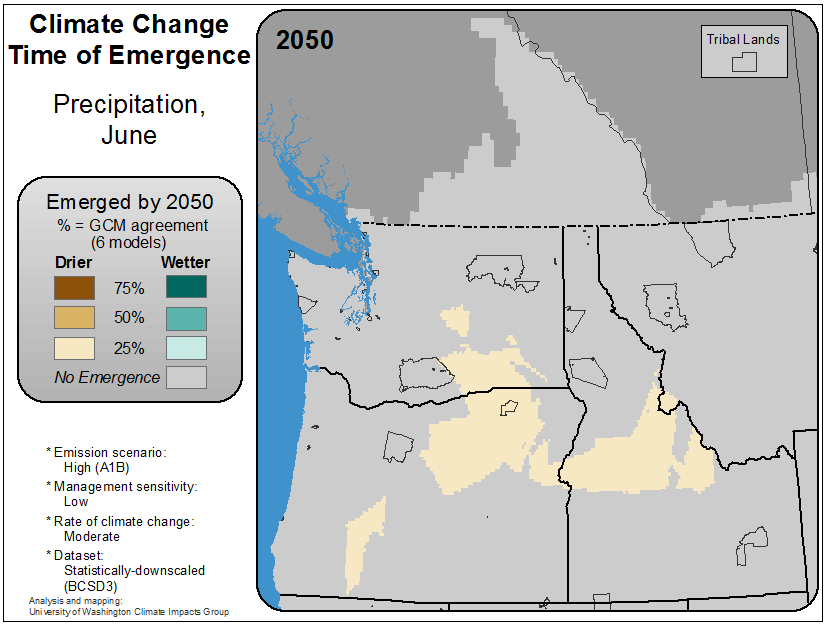 Climate Change
Time of Emergence
Precipitation,
June
Emerged by 2050
% = GCM agreement
(6 models)
Drier Wetter
75%
50%
25%
No Emergence
* Emission scenario:
High (A1B)
* Management sensitivity:
Low
* Rate of climate change:
Moderate
* Dataset:
Statistically-downscaled
(BCSD3)
Analysis and mapping:
University of Washington Climate Impacts Group
2050
Tribal Lands